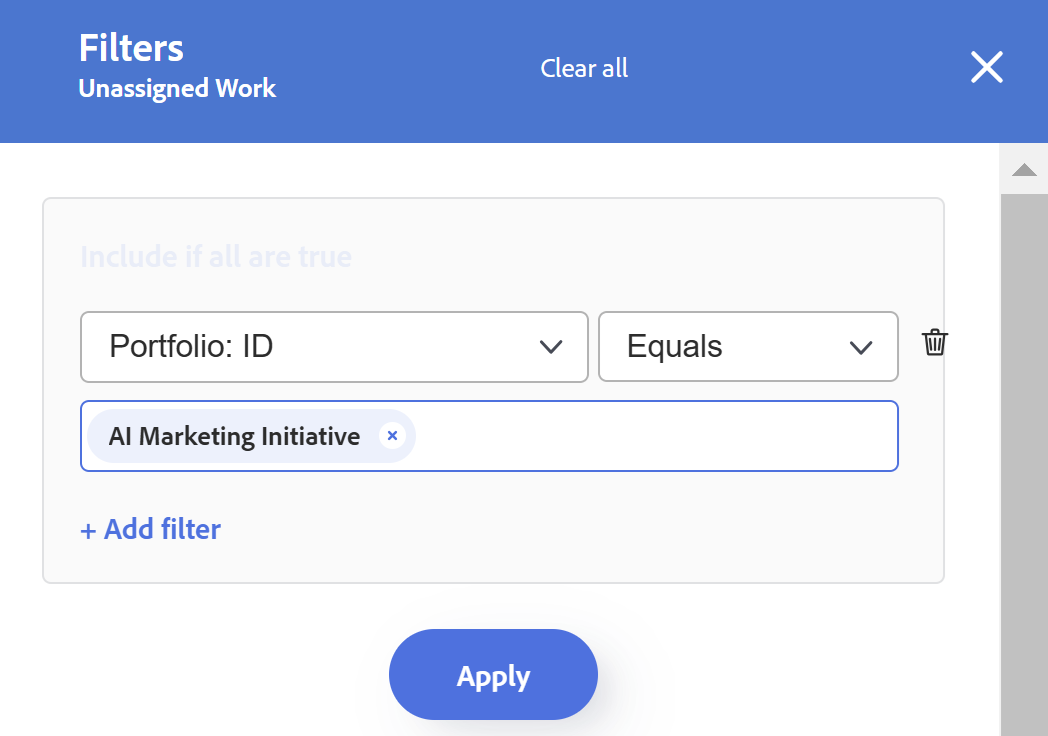 Filters
Unassigned Work
Clear all
Include if all are true
Portfolio: ID
Equals
AI Marketing Initiative
+ Add filter
Apply